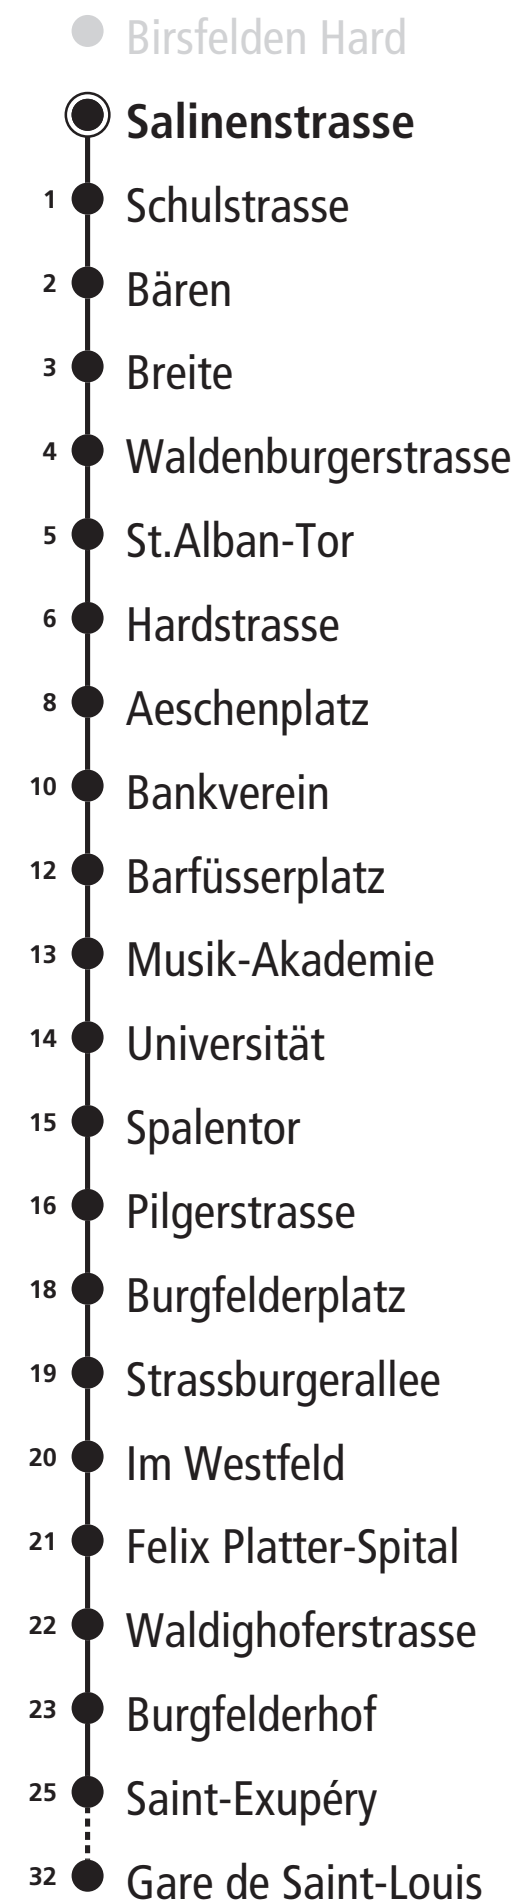 Birsfelden Hard
Salinenstrasse
1 Schulstrasse
2 Bären
3 Breite
4 Waldenburgerstrasse
5 St.Alban-Tor
6 Hardstrasse
8 Aeschenplatz
10 Bankverein
12 Barfüsserplatz
13 Musik-Akademie
14 Universität
15 Spalentor
16 Pilgerstrasse
18 Burgfelderplatz
19 Strassburgerallee
20 Im Westfeld
21 Felix Platter-Spital
22 Waldighoferstrasse
23 Burgfelderhof
25 Saint-Exupéry
32 Gare de Saint-Louis